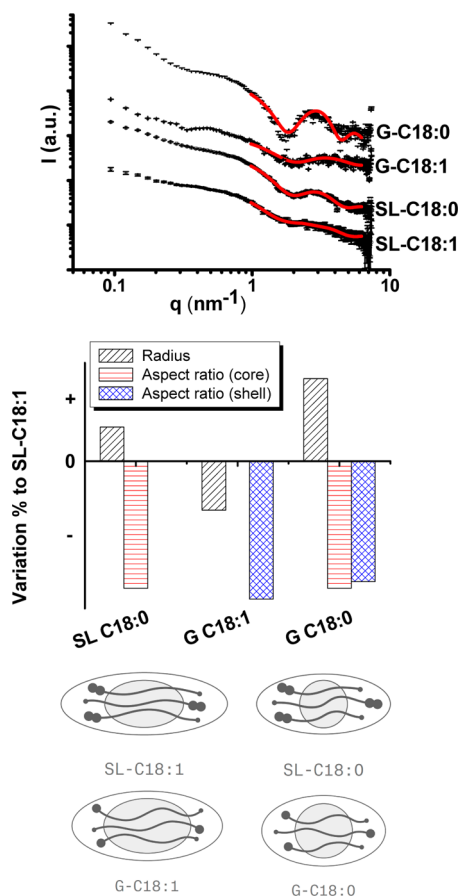 I (a.u.)
G-C18:0
G-C18:1
SL-C18:0
SL-C18:1
0.1 1 10
q (nm-1)
Radius
Aspect ratio (core)
Aspect ratio (shell)
Variation % to SL-C18:1
+
0
-
SL C18:0 G C18:1 G C18:0
SL-C18:1 SL-C18:0
G-C18:1 G-C18:0